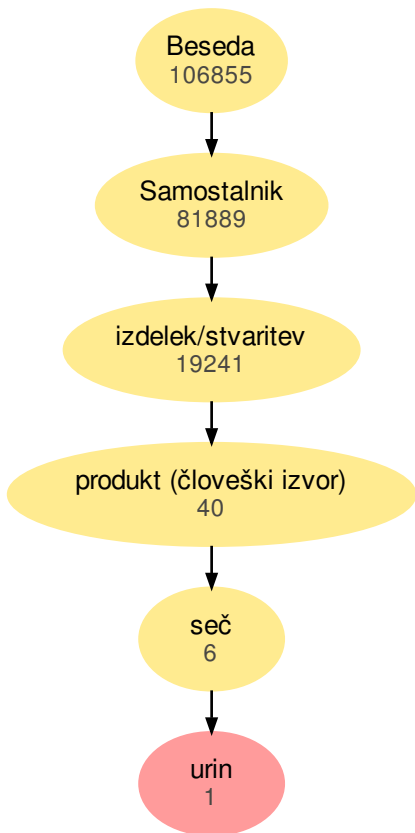 Beseda
106855
Samostalnik
81889
izdelek/stvaritev
19241
produkt (človeški izvor)
40
seč
6
urin
1